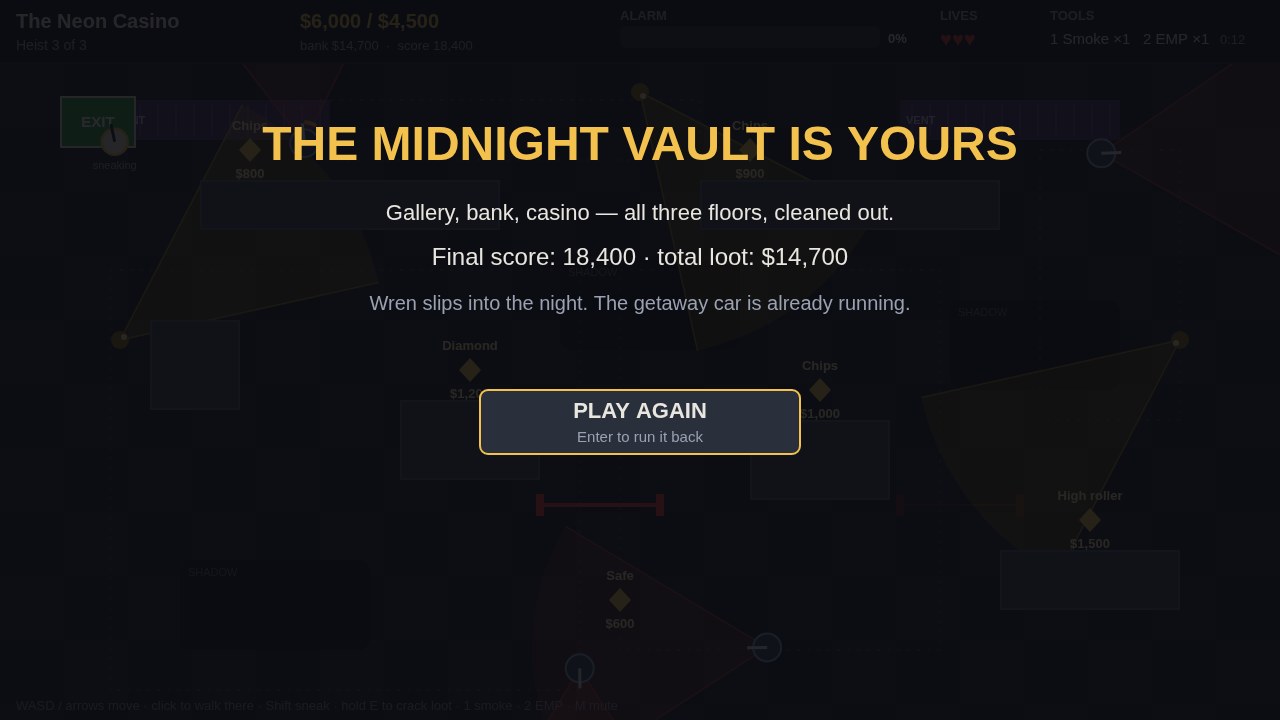 The Neon Casino
Heist 3 of 3
$6,000 / $4,500
bank $14,700 · score 18,400
ALARM
0%
LIVES
♥♥♥
TOOLS
1 Smoke ×1 2 EMP ×1 0:12
EXIT
sneaking
VENT
Chips
$800
Chips
$900
THE MIDNIGHT VAULT IS YOURS
Gallery, bank, casino — all three floors, cleaned out.
Final score: 18,400 · total loot: $14,700
Wren slips into the night. The getaway car is already running.
SHADOW
SHADOW
Diamond
Chips
$1,000
PLAY AGAIN
Enter to run it back
High roller
$1,500
SHADOW
Safe
$600
WASD / arrows move · click to walk there · Shift sneak · hold E to crack loot · 1 smoke · 2 EMP · M mute